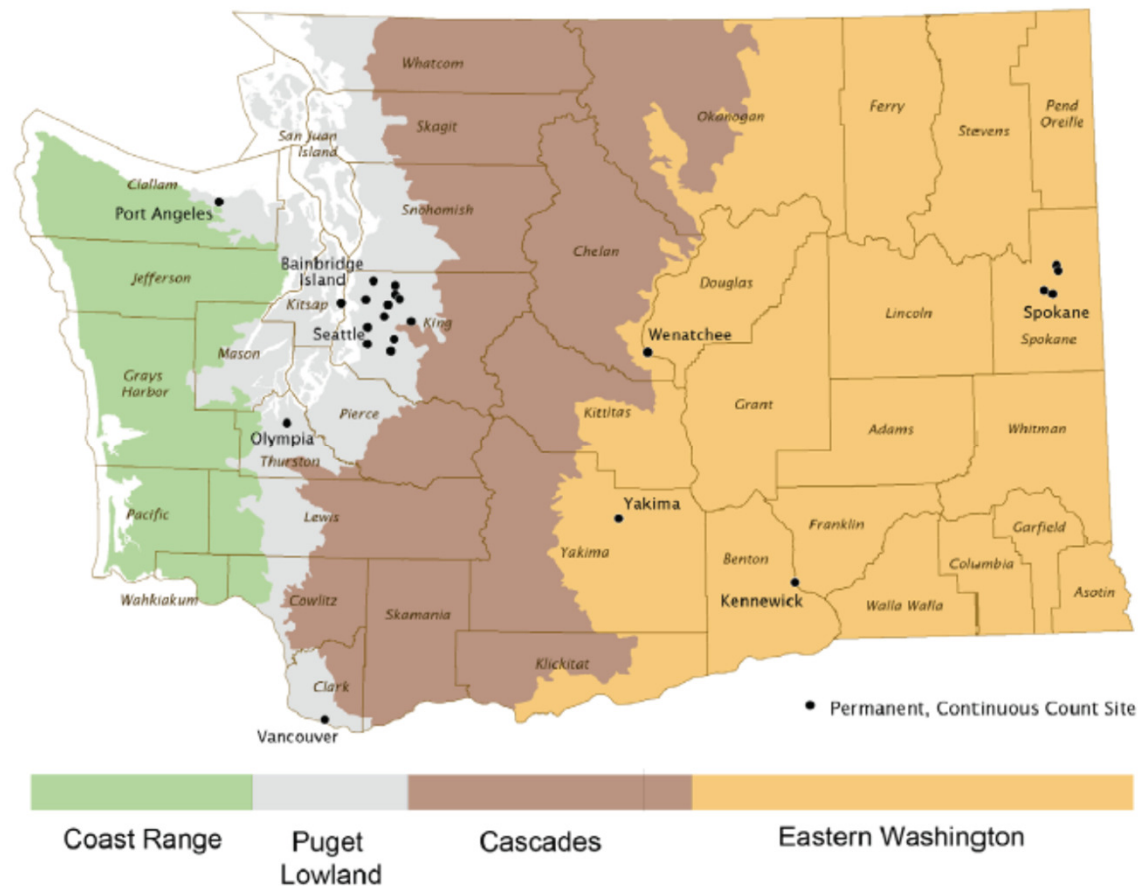 Whatcom
Okanogan
Ferry
Stevens
Pend
Oreille
Skagit
San Juan
Island
Clallam
Port Angeles
Snohomish
Chelan
Jefferson
Bainbridge
Island
Kitsap
Seattle
King
Douglas
Wenatchee
Lincoln
Spokane
Spokane
Mason
Grays
Harbor
Pierce
Kittitas
Grant
Adams
Whitman
Olympia
Thurston
Pacific
Lewis
Yakima
Yakima
Franklin
Garfield
Benton
Columbia
Wahkiakum
Cowlitz
Skamania
Kennewick
Walla Walla
Asotin
Klickitat
Clark
Vancouver
Permanent, Continuous Count Site
Coast Range
Puget
Lowland
Cascades
Eastern Washington